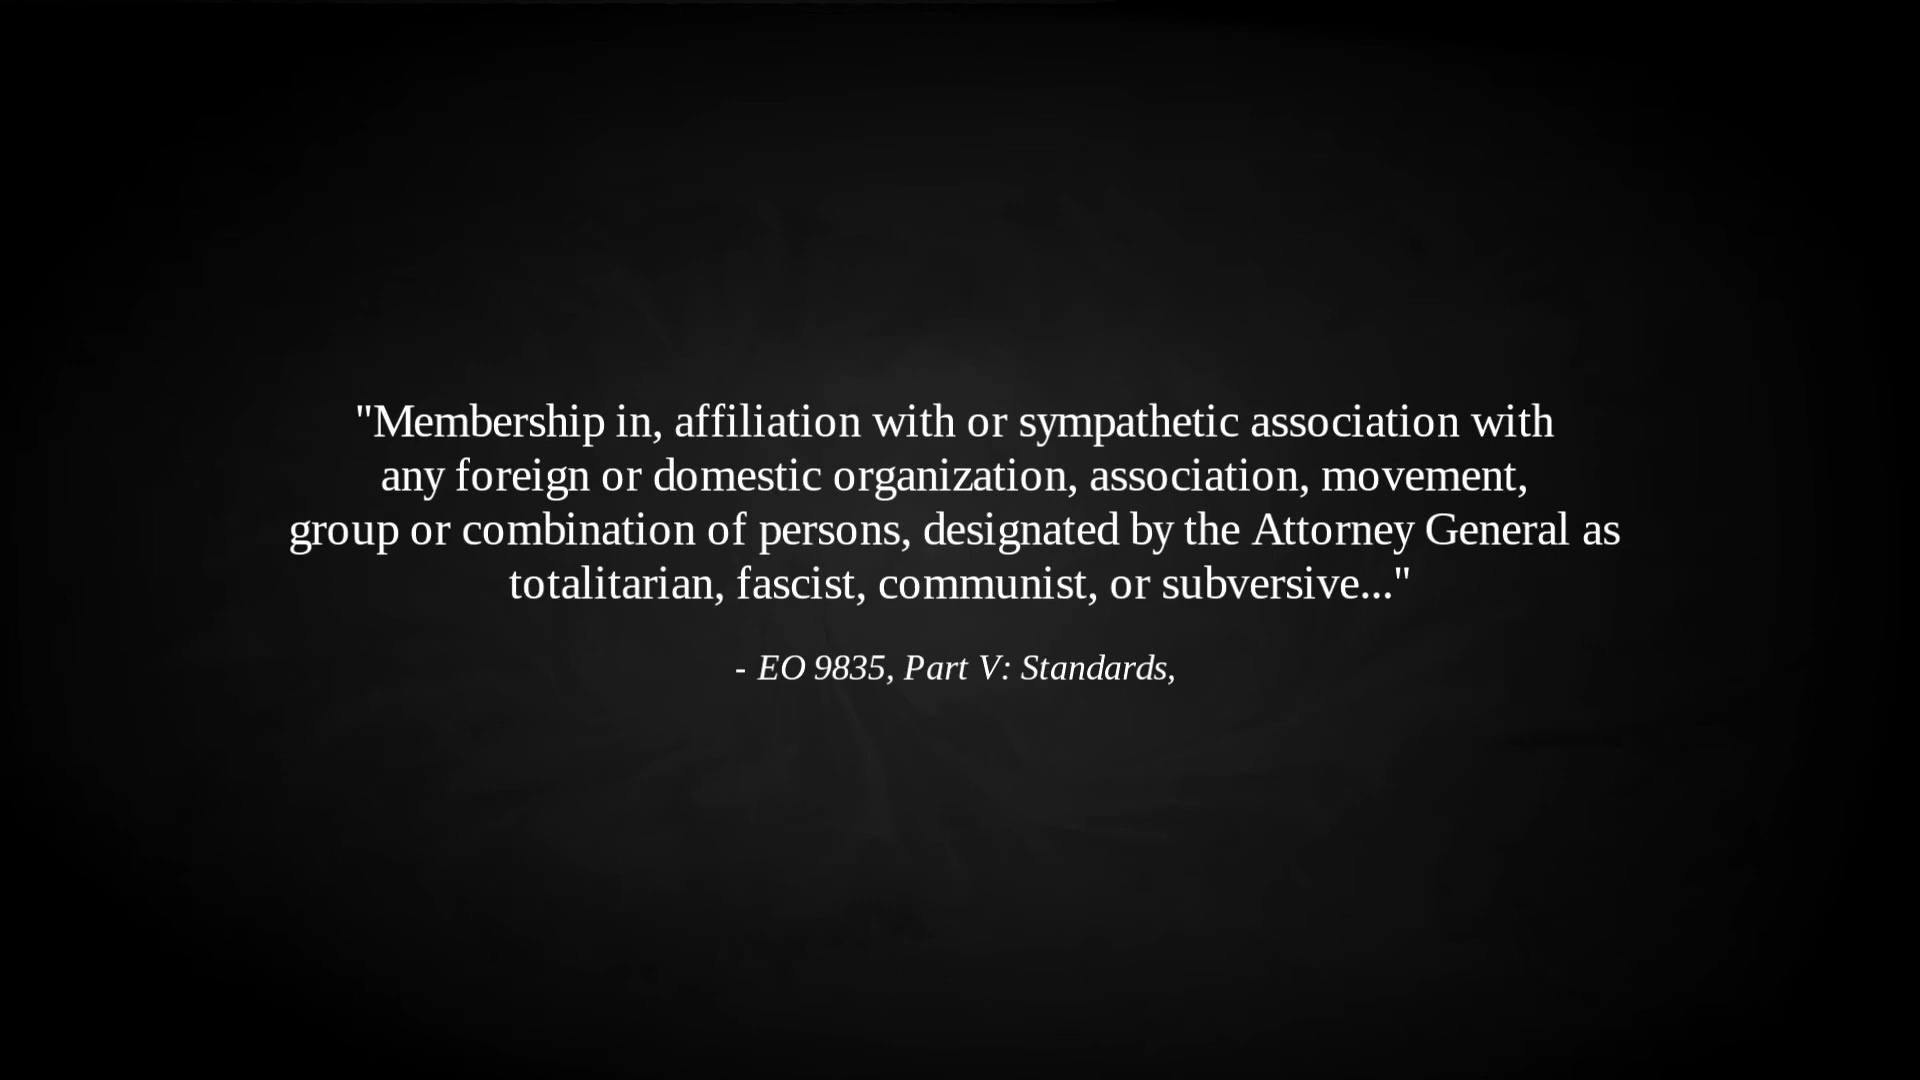 "Membership in, affiliation with or sympathetic association with
any foreign or domestic organization, association, movement,
group or combination of persons, designated by the Attorney General as
totalitarian, fascist, communist, or subversive..."
- EO 9835, Part V: Standards,